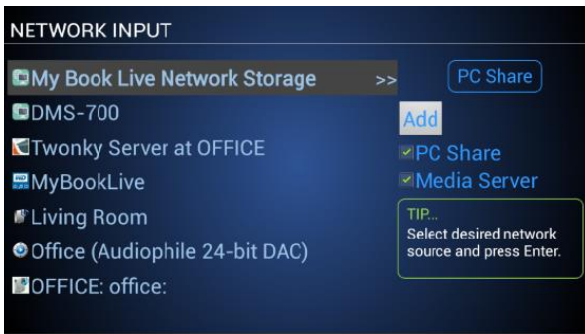 NETWORK INPUT
My Book Live Network Storage >>
DMS-700
Twonky Server at OFFICE
MyBookLive
Living Room
Office (Audiophile 24-bit DAC)
OFFICE: office:
PC Share
Add
PC Share
Media Server
TIP...
Select desired network
source and press Enter.